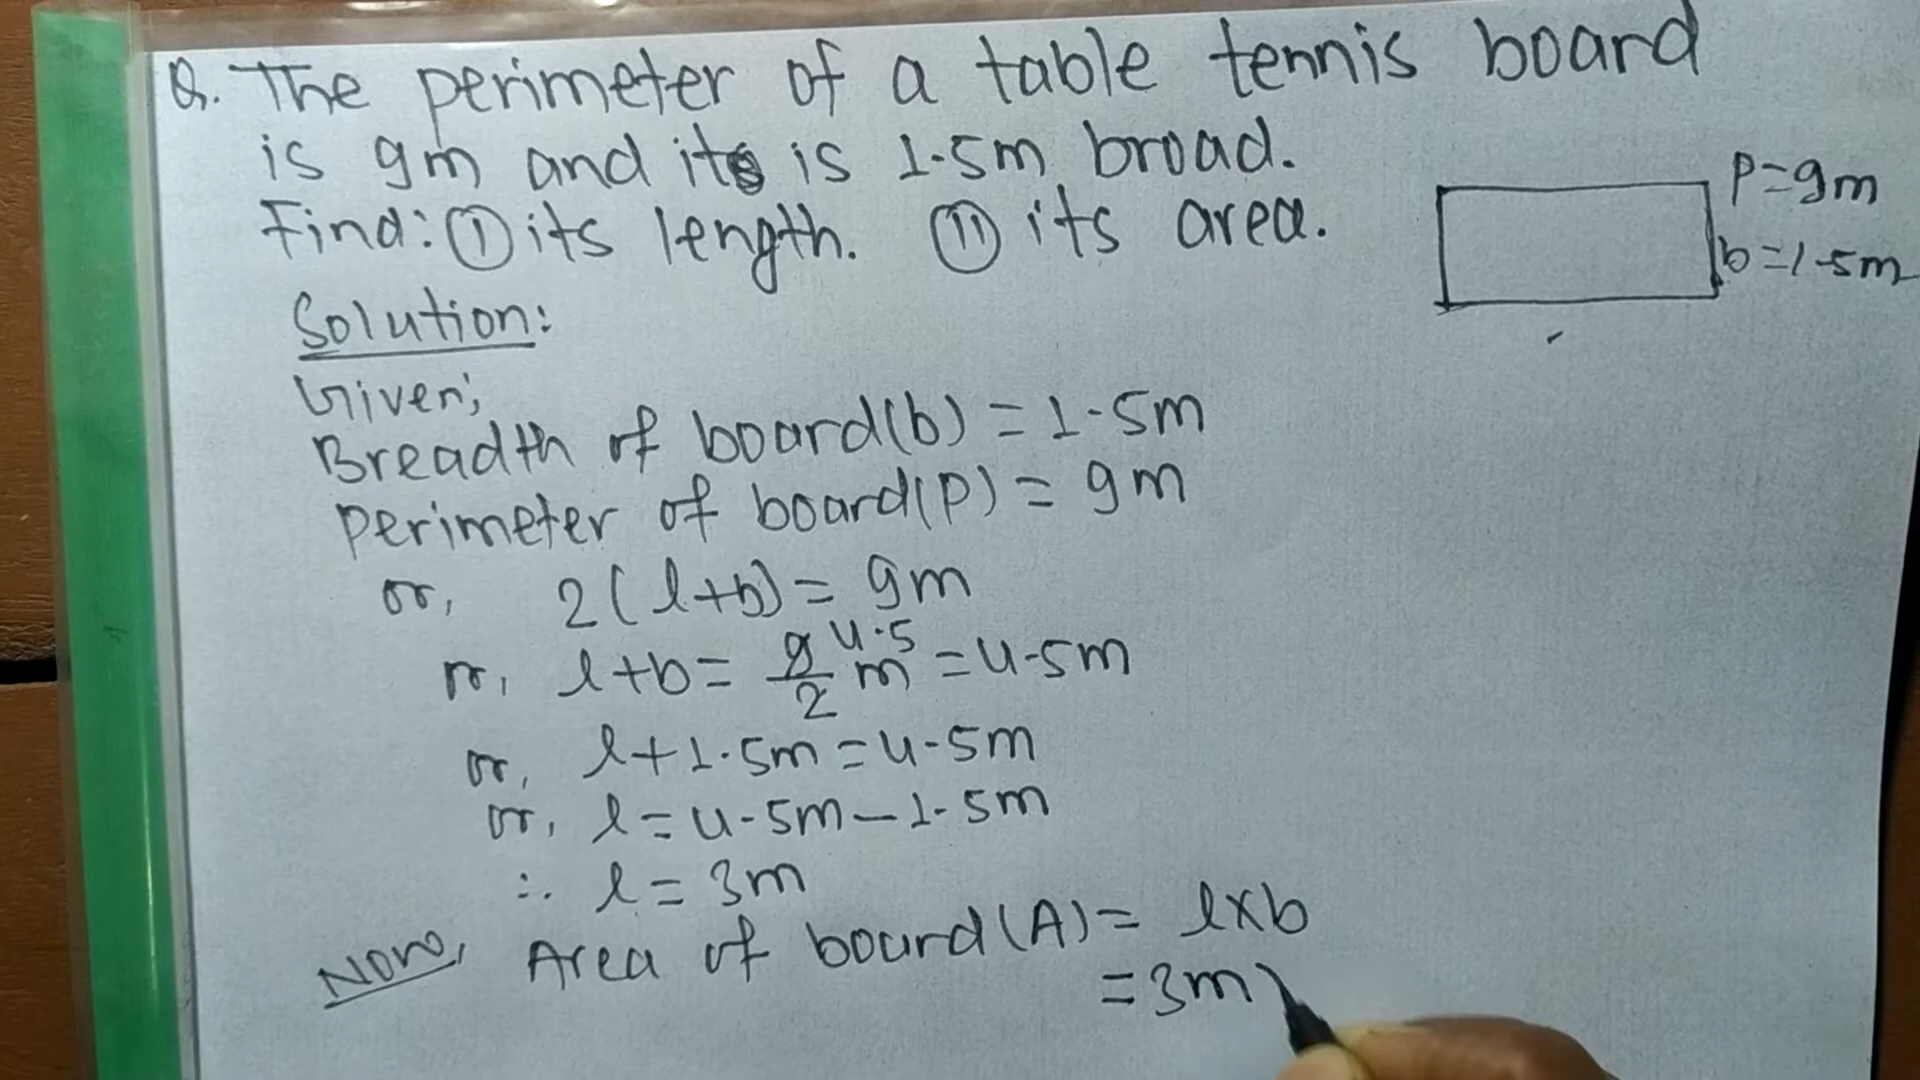 Q. The perimeter of a table tennis board
is 9m and it is 1.5m broad.
Find: (i) its length. (ii) its area.
P=9m
b=1.5m
Solution:
Given;
Breadth of board(b) = 1.5m
Perimeter of board(P) = 9m
or, 2(l+b) = 9m
or, l+b = 9/2 4.5 m = 4.5m
or, l+1.5m = 4.5m
or, l = 4.5m - 1.5m
∴ l = 3m
Now, Area of board(A) = l×b
= 3m